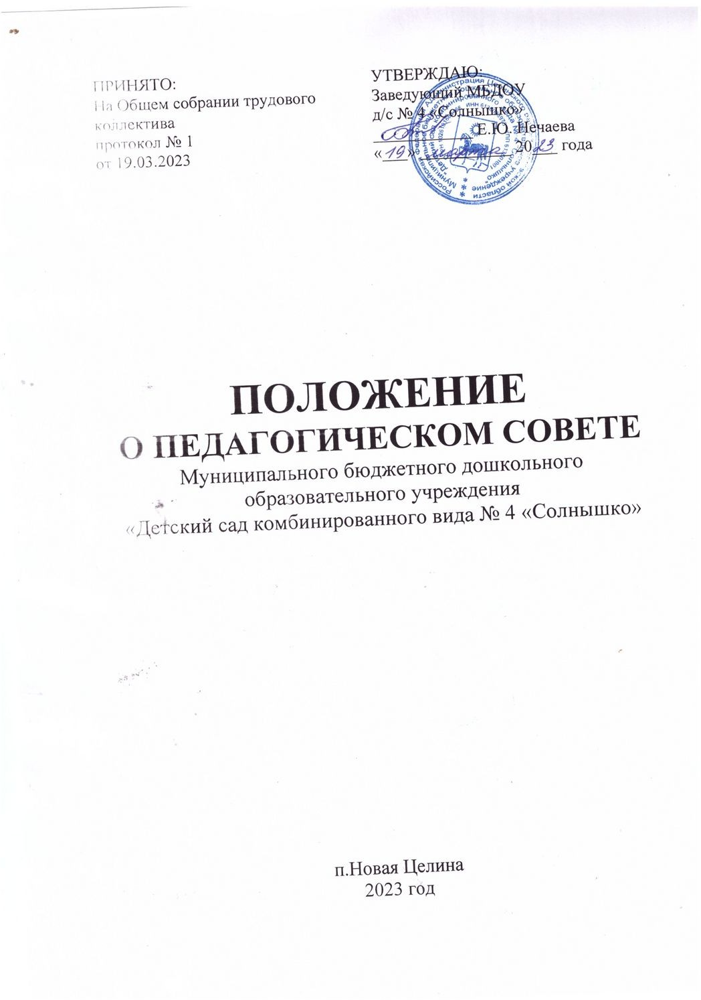 ПРИНЯТО:
На Общем собрании трудового
коллектива
протокол № 1
от 19.03.2023
УТВЕРЖДАЮ:
Заведующий МБДОУ
д/с № 4 «Солнышко»
Е.Ю. Нечаева
«19» марта 2023 года
ПОЛОЖЕНИЕ
О ПЕДАГОГИЧЕСКОМ СОВЕТЕ
Муниципального бюджетного дошкольного
образовательного учреждения
«Детский сад комбинированного вида № 4 «Солнышко»
п.Новая Целина
2023 год